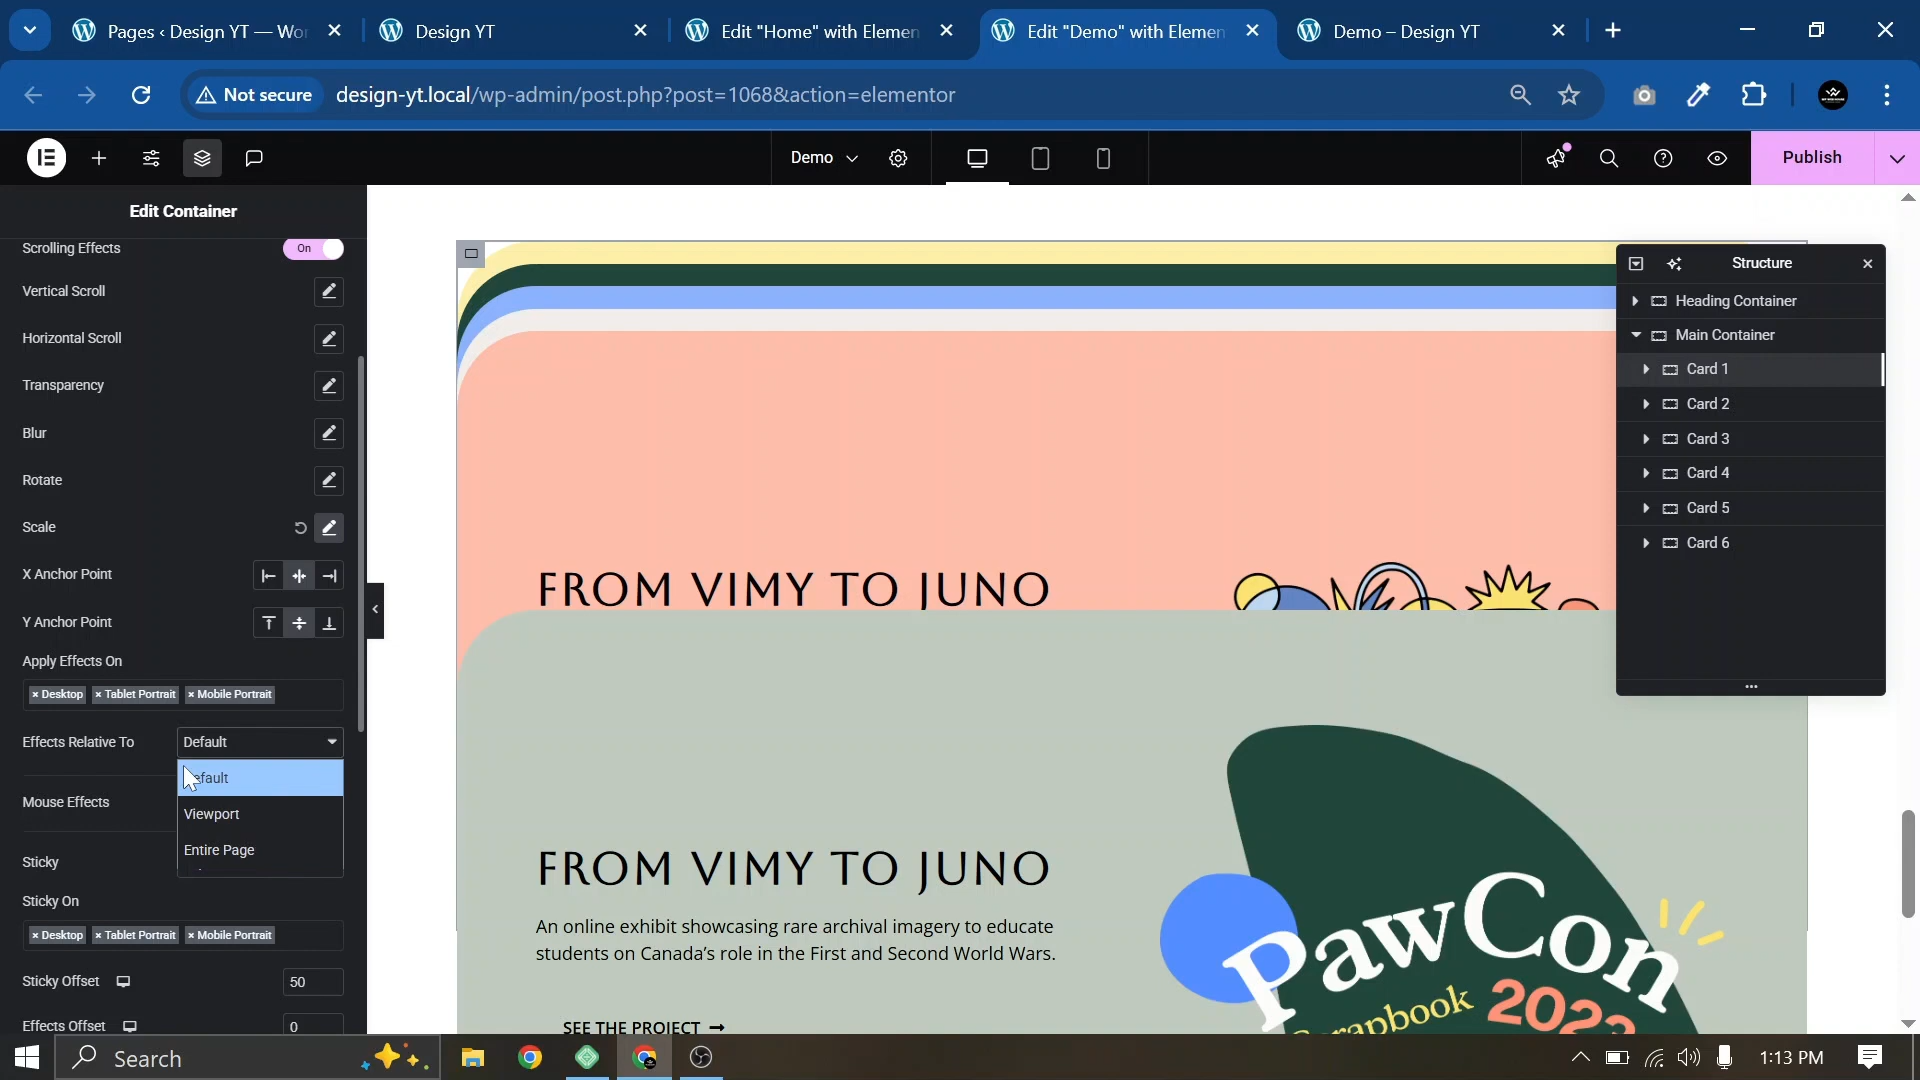 Pages ‹ Design YT — Wor
Design YT
Edit "Home" with Elemen
Edit "Demo" with Elemen
Demo – Design YT
Not secure
design-yt.local/wp-admin/post.php?post=1068&action=elementor
Demo
Publish
Edit Container
Scrolling Effects
On
Vertical Scroll
Horizontal Scroll
Transparency
Blur
Rotate
Scale
X Anchor Point
Y Anchor Point
Apply Effects On
× Desktop × Tablet Portrait × Mobile Portrait
Effects Relative To
Default
Viewport
Entire Page
Mouse Effects
Sticky
Sticky On
× Desktop × Tablet Portrait × Mobile Portrait
Sticky Offset
50
Effects Offset
0
FROM VIMY TO JUNO
FROM VIMY TO JUNO
An online exhibit showcasing rare archival imagery to educate
students on Canada's role in the First and Second World Wars.
SEE THE PROJECT →
PawCon
2023
Structure
Heading Container
Main Container
Card 1
Card 2
Card 3
Card 4
Card 5
Card 6
Search
1:13 PM